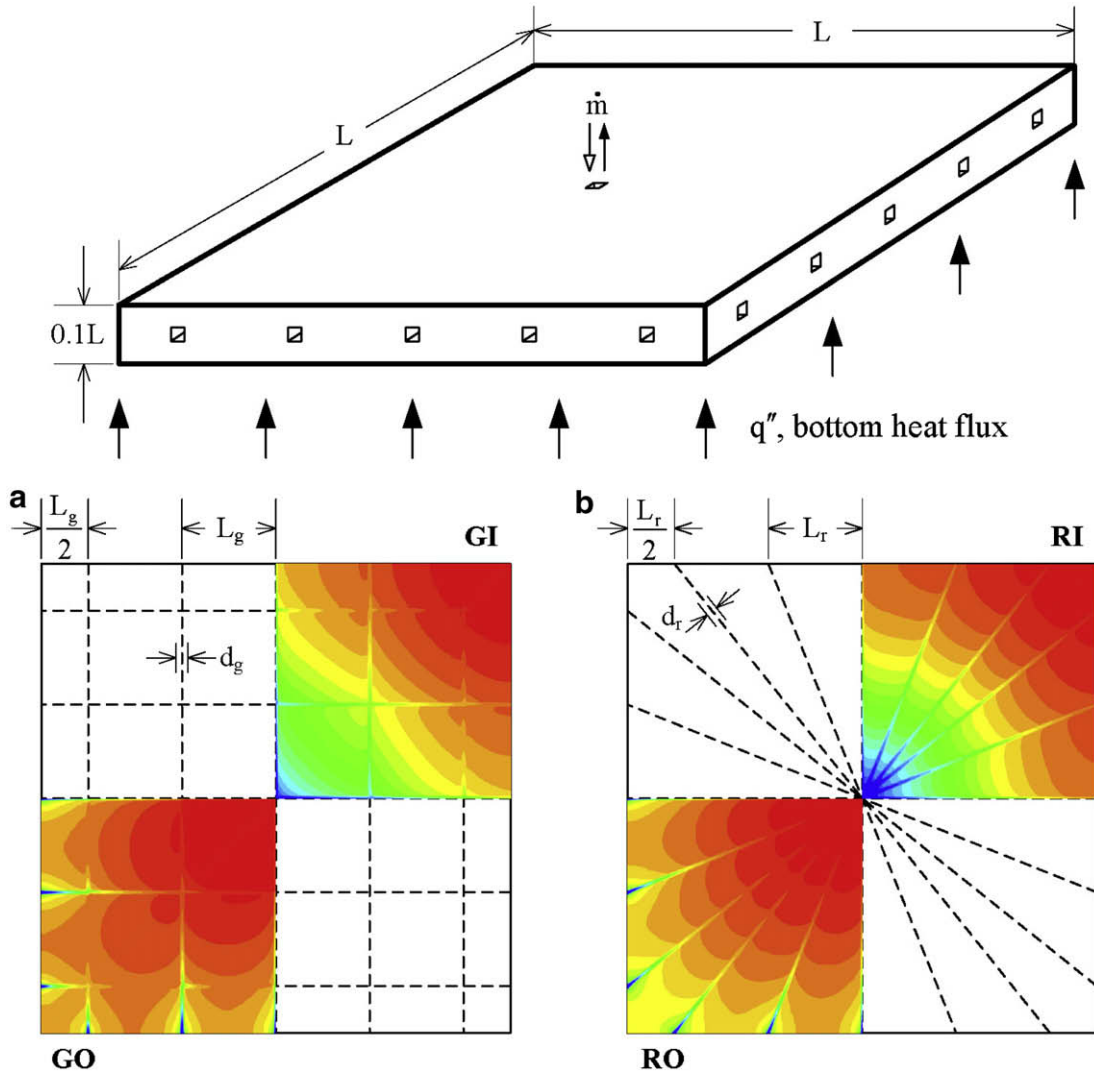 L
L
ṁ
0.1L
q″, bottom heat flux
a
L_g/2
L_g
GI
d_g
GO
b
L_r/2
L_r
RI
d_r
RO